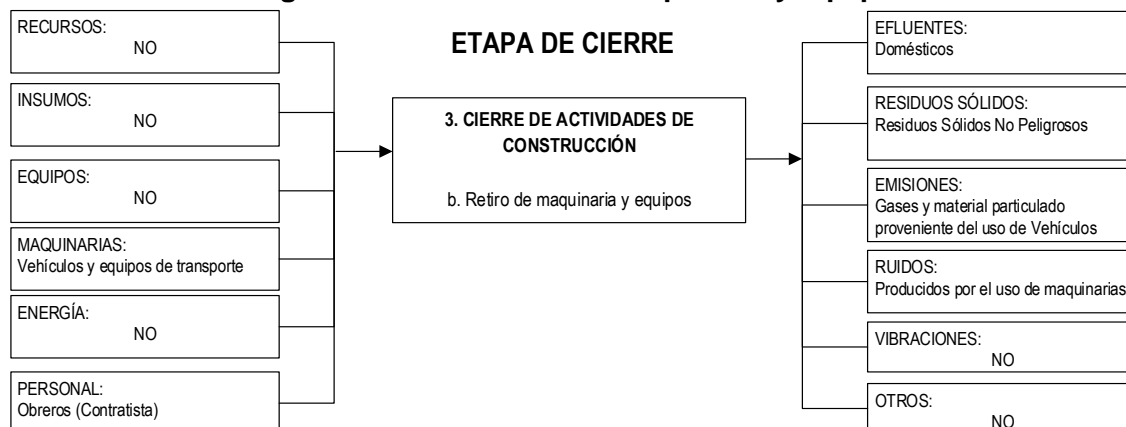 ETAPA DE CIERRE
RECURSOS:
NO
INSUMOS:
NO
EQUIPOS:
NO
MAQUINARIAS:
Vehículos y equipos de transporte
ENERGÍA:
NO
PERSONAL:
Obreros (Contratista)
3. CIERRE DE ACTIVIDADES DE
CONSTRUCCIÓN
b. Retiro de maquinaria y equipos
EFLUENTES:
Domésticos
RESIDUOS SÓLIDOS:
Residuos Sólidos No Peligrosos
EMISIONES:
Gases y material particulado
proveniente del uso de Vehículos
RUIDOS:
Producidos por el uso de maquinarias
VIBRACIONES:
NO
OTROS:
NO